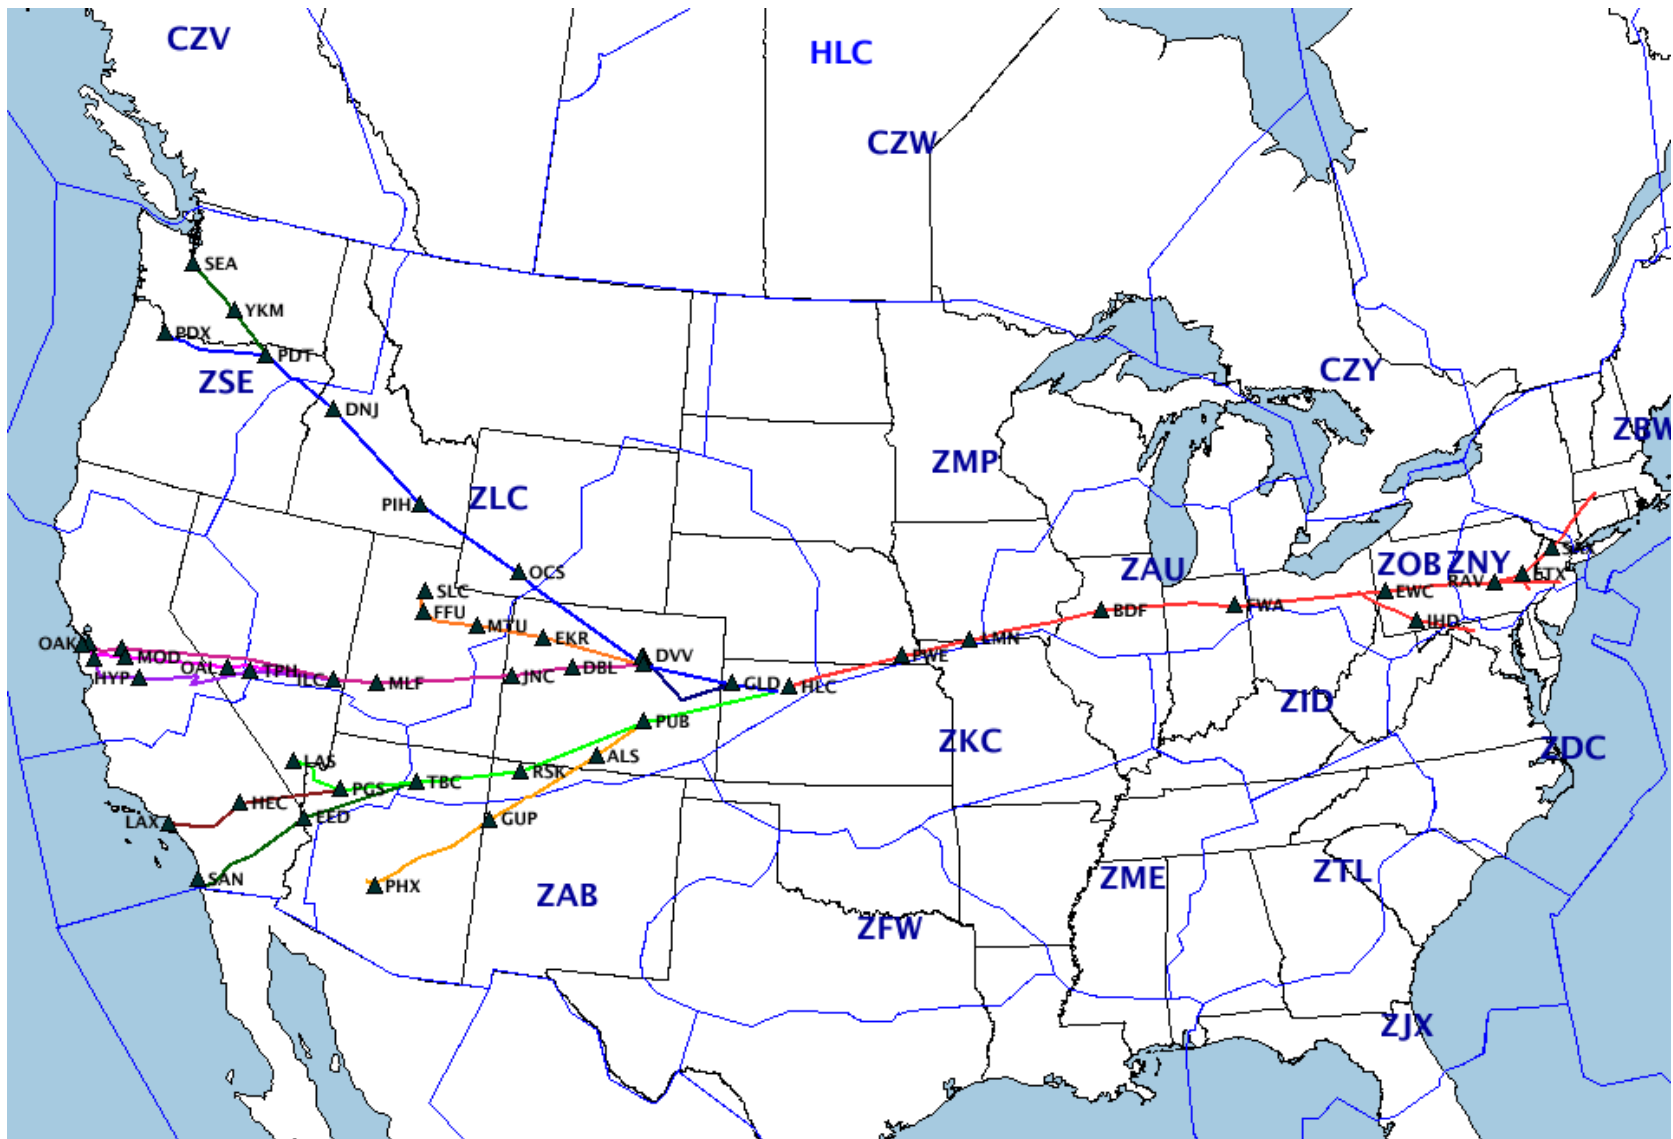 CZV
HLC
CZW
SEA
YKM
PDX
PDT
ZSE
CZY
DNJ
ZBW
ZMP
PIH
ZLC
SAX
OCS
ZAU
ZOB
ZNY
SLC
EWC
RAV
ETX
FFU
BDF
FWA
MTU
IHD
EKR
LMN
OAK
MOD
DVV
PWE
OAL
TPH
ILC
JNC
DBL
HYP
MLF
GLD
HLC
ZID
PUB
ZKC
ZDC
ALS
LAS
RSK
TBC
PGS
HEC
LAX
EED
GUP
SAN
PHX
ZAB
ZME
ZTL
ZFW
ZJX